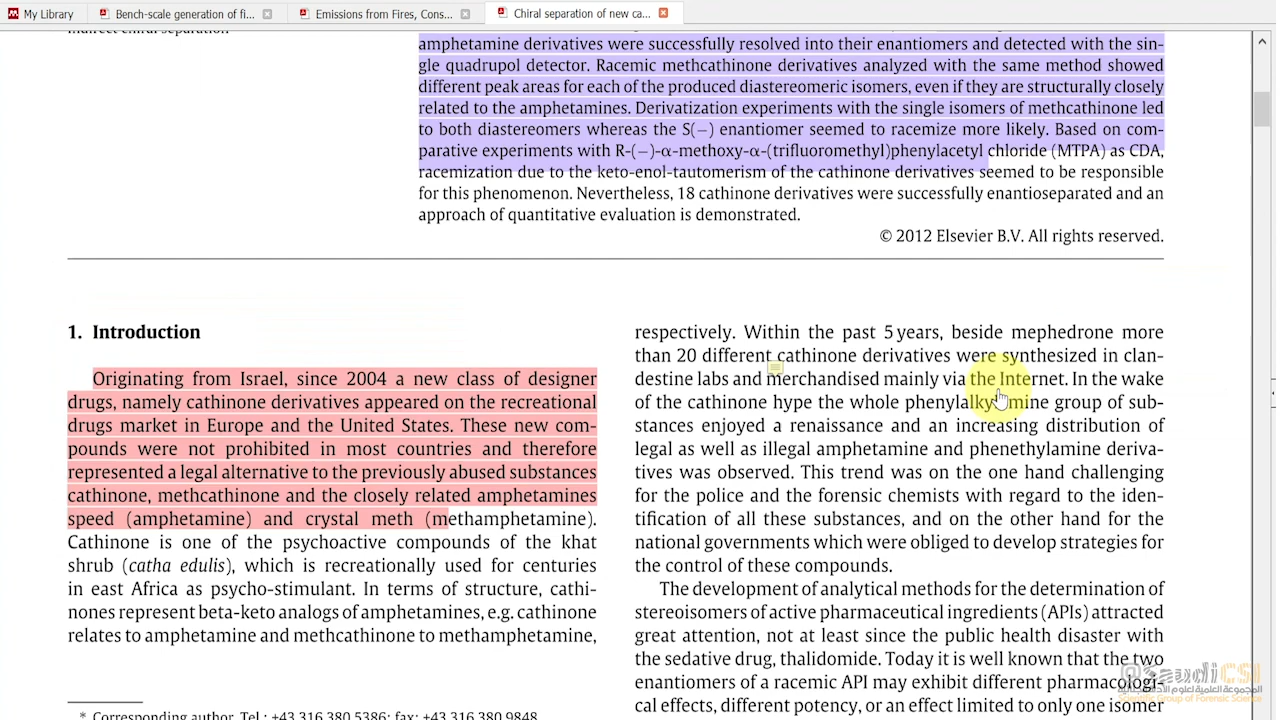 My Library
Bench-scale generation of fi...
Emissions from Fires, Cons...
Chiral separation of new ca...
amphetamine derivatives were successfully resolved into their enantiomers and detected with the sin-
gle quadrupol detector. Racemic methcathinone derivatives analyzed with the same method showed
different peak areas for each of the produced diastereomeric isomers, even if they are structurally closely
related to the amphetamines. Derivatization experiments with the single isomers of methcathinone led
to both diastereomers whereas the S(−) enantiomer seemed to racemize more likely. Based on com-
parative experiments with R-(−)-α-methoxy-α-(trifluoromethyl)phenylacetyl chloride (MTPA) as CDA,
racemization due to the keto-enol-tautomerism of the cathinone derivatives seemed to be responsible
for this phenomenon. Nevertheless, 18 cathinone derivatives were successfully enantioseparated and an
approach of quantitative evaluation is demonstrated.
© 2012 Elsevier B.V. All rights reserved.
1. Introduction
Originating from Israel, since 2004 a new class of designer
drugs, namely cathinone derivatives appeared on the recreational
drugs market in Europe and the United States. These new com-
pounds were not prohibited in most countries and therefore
represented a legal alternative to the previously abused substances
cathinone, methcathinone and the closely related amphetamines
speed (amphetamine) and crystal meth (methamphetamine).
Cathinone is one of the psychoactive compounds of the khat
shrub (catha edulis), which is recreationally used for centuries
in east Africa as psycho-stimulant. In terms of structure, cathi-
nones represent beta-keto analogs of amphetamines, e.g. cathinone
relates to amphetamine and methcathinone to methamphetamine,
* Corresponding author. Tel.: +43 316 380 5386; fax: +43 316 380 9848.
respectively. Within the past 5 years, beside mephedrone more
than 20 different cathinone derivatives were synthesized in clan-
destine labs and merchandised mainly via the Internet. In the wake
of the cathinone hype the whole phenylalkylamine group of sub-
stances enjoyed a renaissance and an increasing distribution of
legal as well as illegal amphetamine and phenethylamine deriva-
tives was observed. This trend was on the one hand challenging
for the police and the forensic chemists with regard to the iden-
tification of all these substances, and on the other hand for the
national governments which were obliged to develop strategies for
the control of these compounds.
The development of analytical methods for the determination of
stereoisomers of active pharmaceutical ingredients (APIs) attracted
great attention, not at least since the public health disaster with
the sedative drug, thalidomide. Today it is well known that the two
enantiomers of a racemic API may exhibit different pharmacologi-
cal effects, different potency, or an effect limited to only one isomer
@SaudiCSI
Scientific Group of Forensic Science